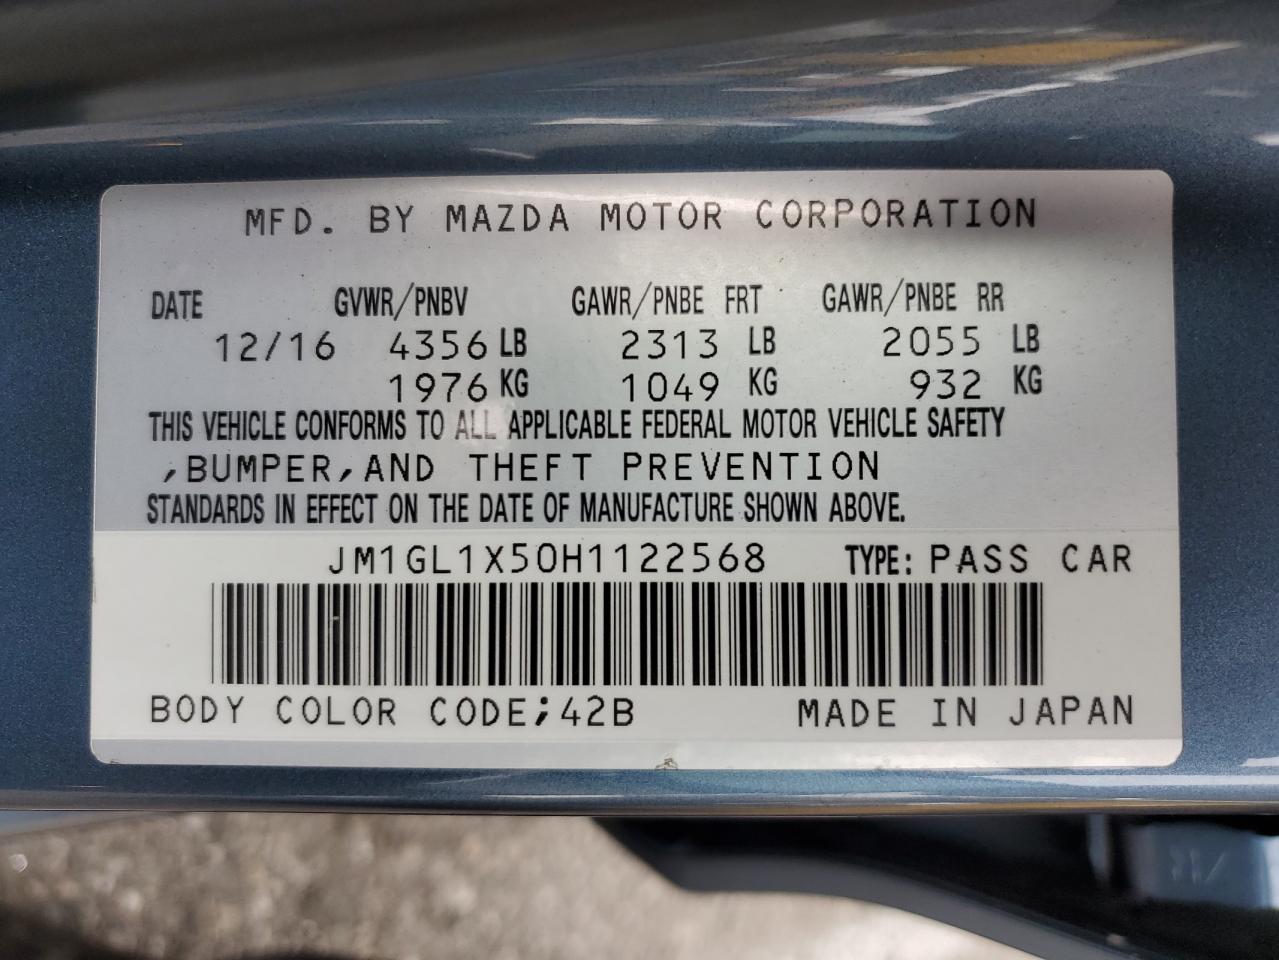 MFD. BY MAZDA MOTOR CORPORATION
DATE GVWR/PNBV GAWR/PNBE FRT GAWR/PNBE RR
12/16 4356 LB 2313 LB 2055 LB
1976 KG 1049 KG 932 KG
THIS VEHICLE CONFORMS TO ALL APPLICABLE FEDERAL MOTOR VEHICLE SAFETY
,BUMPER,AND THEFT PREVENTION
STANDARDS IN EFFECT ON THE DATE OF MANUFACTURE SHOWN ABOVE.
JM1GL1X50H1122568 TYPE: PASS CAR
BODY COLOR CODE;42B MADE IN JAPAN